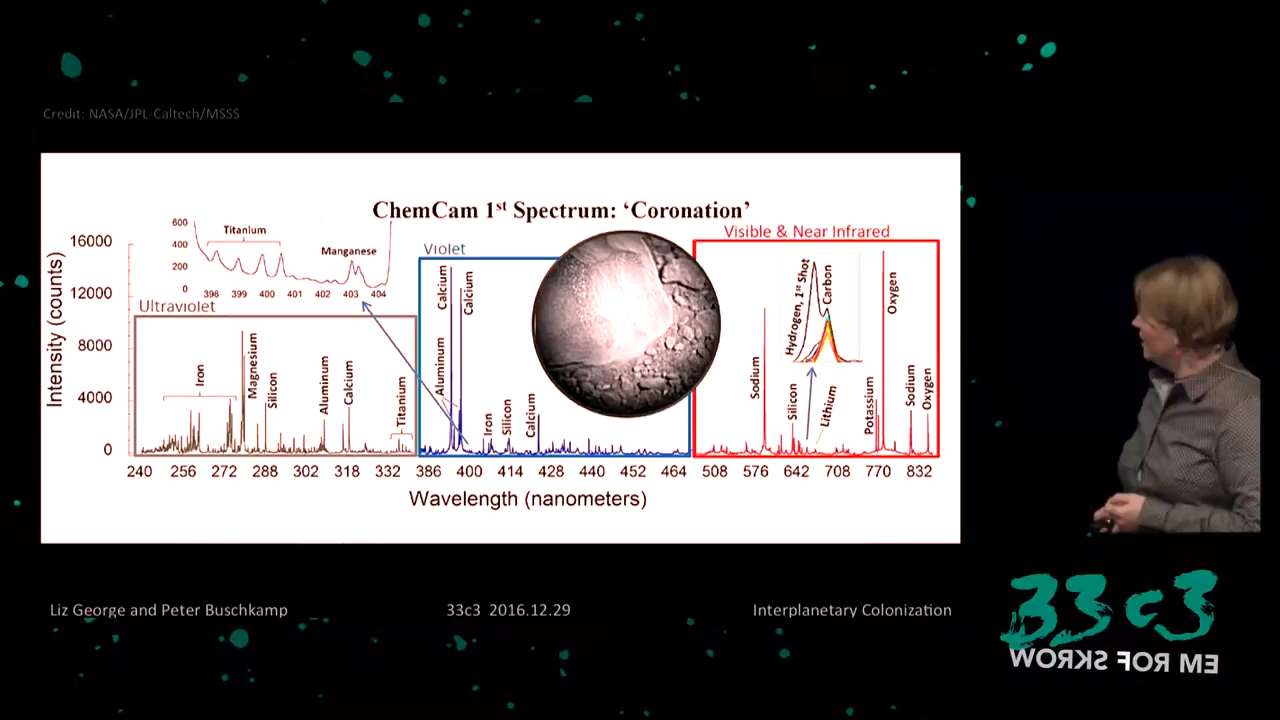 Credit: NASA/JPL-Caltech/MSSS
ChemCam 1st Spectrum: ‘Coronation’
Intensity (counts)
16000
12000
8000
4000
0
600
400
200
0
Titanium
Manganese
398 399 400 401 402 403 404
Ultraviolet
Iron
Magnesium
Silicon
Aluminum
Calcium
Titanium
Violet
Calcium
Calcium
Aluminum
Iron
Silicon
Calcium
Visible & Near Infrared
Hydrogen, 1st Shot
Carbon
Oxygen
Sodium
Silicon
Lithium
Potassium
Sodium
Oxygen
240 256 272 288 302 318 332 386 400 414 428 440 452 464 508 576 642 708 770 832
Wavelength (nanometers)
Liz George and Peter Buschkamp
33c3 2016.12.29
Interplanetary Colonization
33c3
WORKS FOR ME